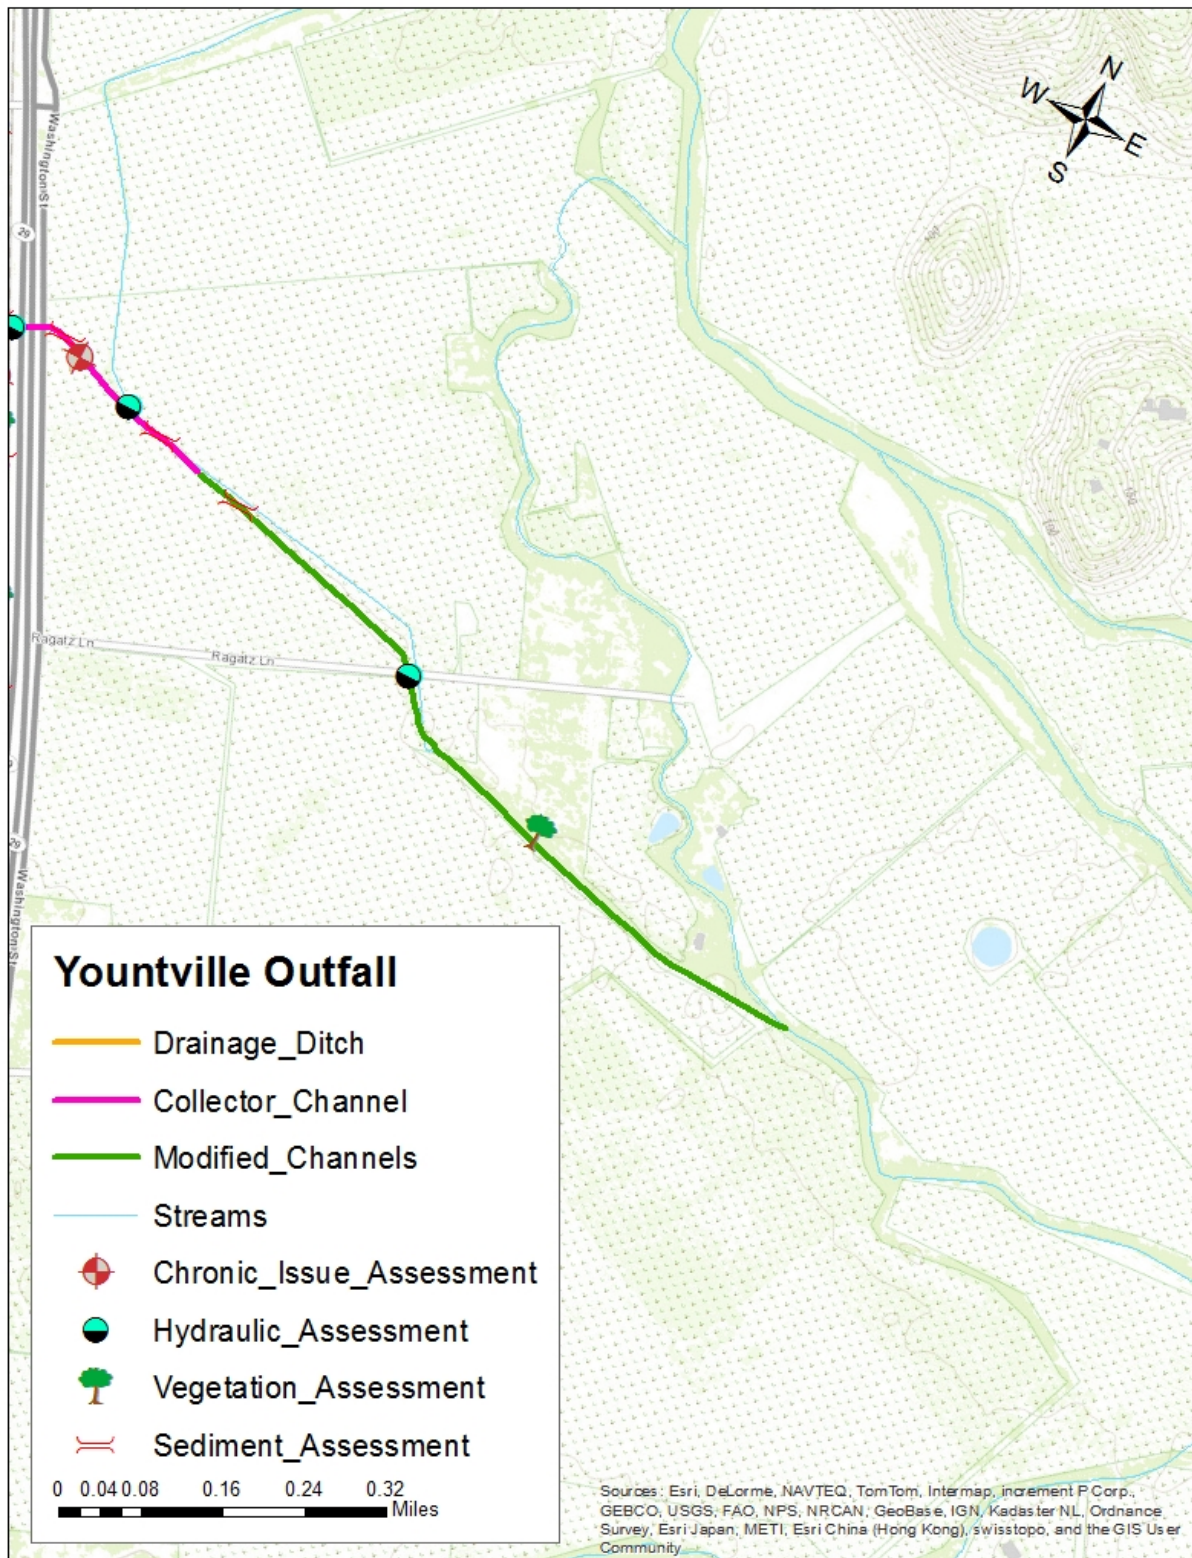 N
W
E
S
Washington St
29
Ragatz Ln
Ragatz Ln
29
Washington St
Yountville Outfall
Drainage_Ditch
Collector_Channel
Modified_Channels
Streams
Chronic_Issue_Assessment
Hydraulic_Assessment
Vegetation_Assessment
Sediment_Assessment
0 0.04 0.08 0.16 0.24 0.32
Miles
Sources: Esri, DeLorme, NAVTEQ, TomTom, Intermap, increment P Corp.,
GEBCO, USGS, FAO, NPS, NRCAN, GeoBase, IGN, Kadaster NL, Ordnance
Survey, Esri Japan, METI, Esri China (Hong Kong), swisstopo, and the GIS User
Community